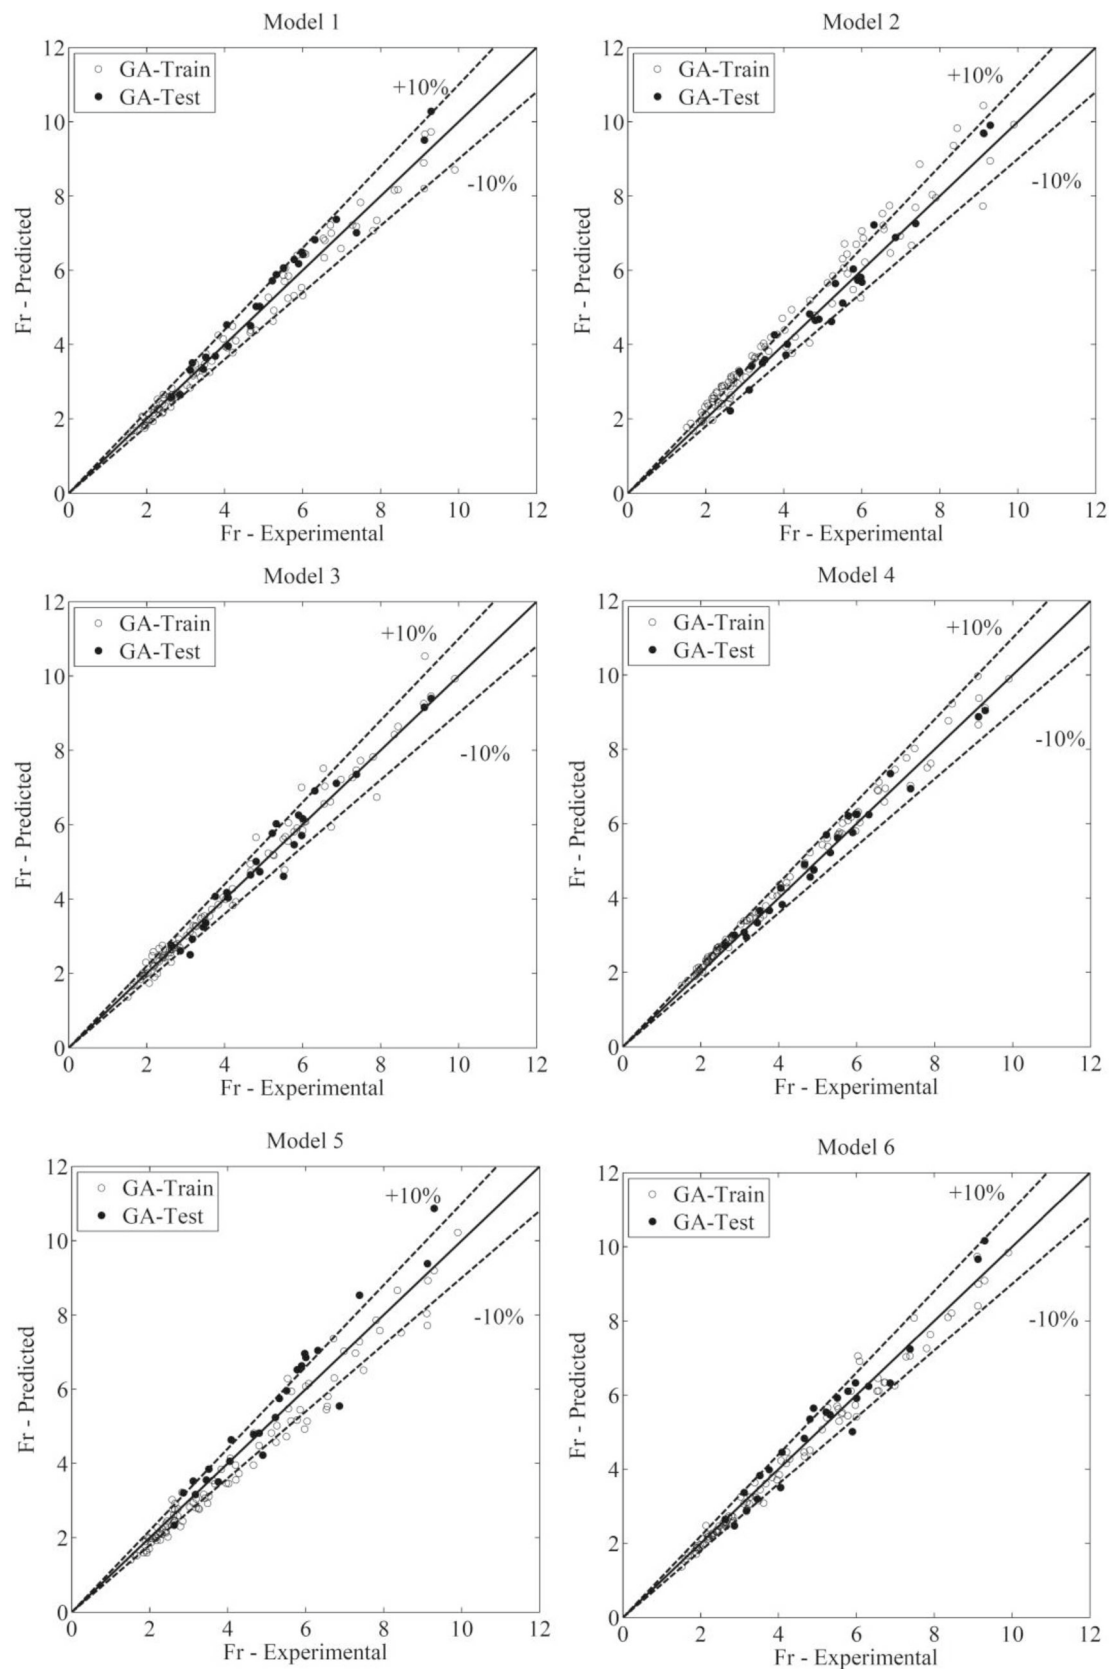 Model 1
12
GA-Train
GA-Test
+10%
-10%
10
8
6
4
2
0
Fr - Predicted
0 2 4 6 8 10 12
Fr - Experimental
Model 2
12
GA-Train
GA-Test
+10%
-10%
10
8
6
4
2
0
Fr - Predicted
0 2 4 6 8 10 12
Fr - Experimental
Model 3
12
GA-Train
GA-Test
+10%
-10%
10
8
6
4
2
0
Fr - Predicted
0 2 4 6 8 10 12
Fr - Experimental
Model 4
12
GA-Train
GA-Test
+10%
-10%
10
8
6
4
2
0
Fr - Predicted
0 2 4 6 8 10 12
Fr - Experimental
Model 5
12
GA-Train
GA-Test
+10%
-10%
10
8
6
4
2
0
Fr - Predicted
0 2 4 6 8 10 12
Fr - Experimental
Model 6
12
GA-Train
GA-Test
+10%
-10%
10
8
6
4
2
0
Fr - Predicted
0 2 4 6 8 10 12
Fr - Experimental